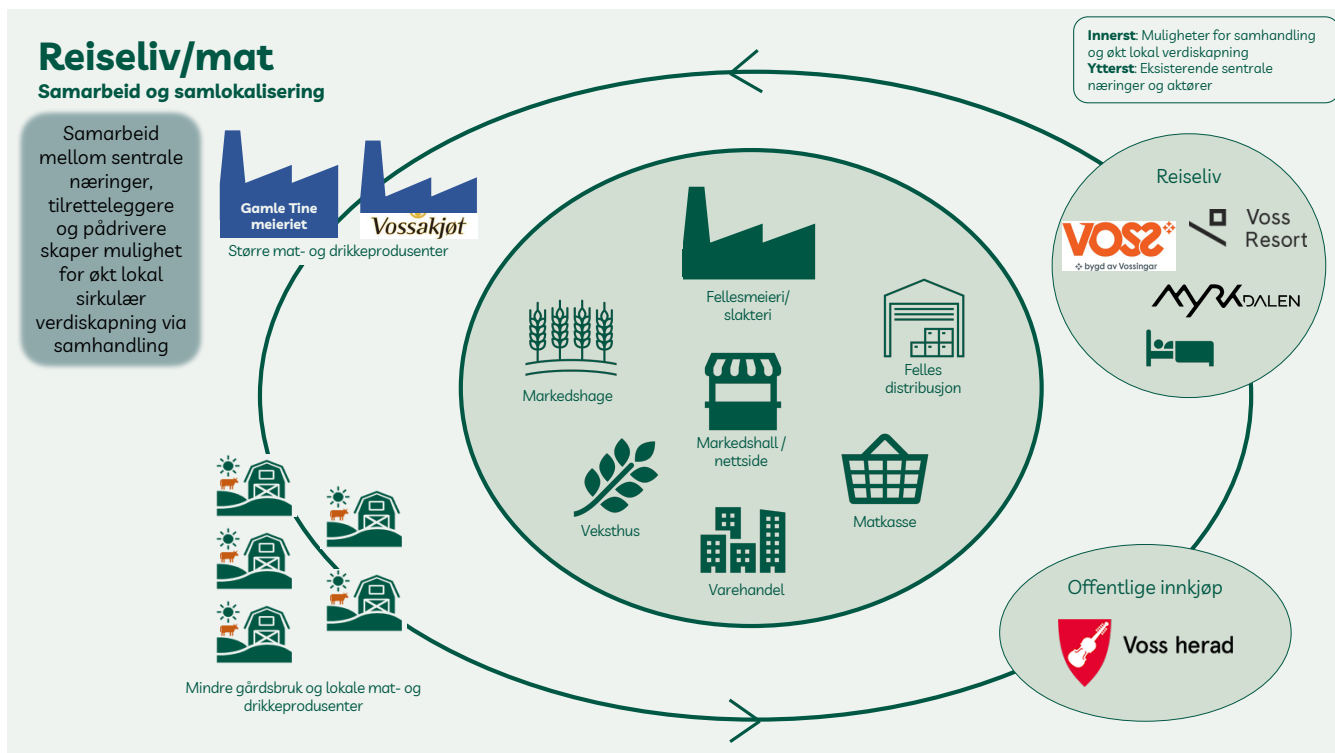 Reiseliv/mat
Samarbeid og samlokalisering
Innerst: Muligheter for samhandling
og økt lokal verdiskapning
Ytterst: Eksisterende sentrale
næringer og aktører
Samarbeid
mellom sentrale
næringer,
tilretteleggere
og pådrivere
skaper mulighet
for økt lokal
sirkulær
verdiskapning via
samhandling
Gamle Tine
meieriet
Vossakjøt
Større mat- og drikkeprodusenter
Reiseliv
VOSS
bygd av Vossingar
Voss
Resort
MYRKDALEN
Fellesmeieri/
slakteri
Felles
distribusjon
Markedshage
Markedshall /
nettside
Veksthus
Matkasse
Varehandel
Offentlige innkjøp
Voss herad
Mindre gårdsbruk og lokale mat- og
drikkeprodusenter